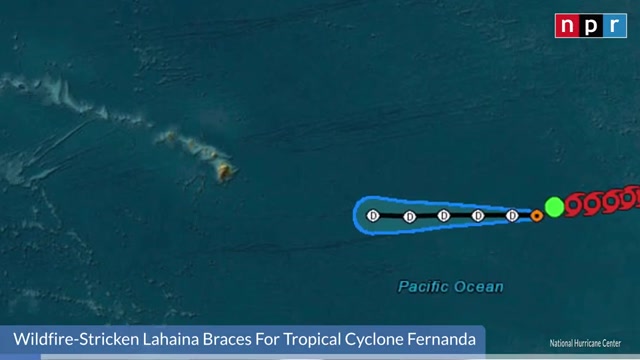 npr
D D D D D
Pacific Ocean
Wildfire-Stricken Lahaina Braces For Tropical Cyclone Fernanda
National Hurricane Center